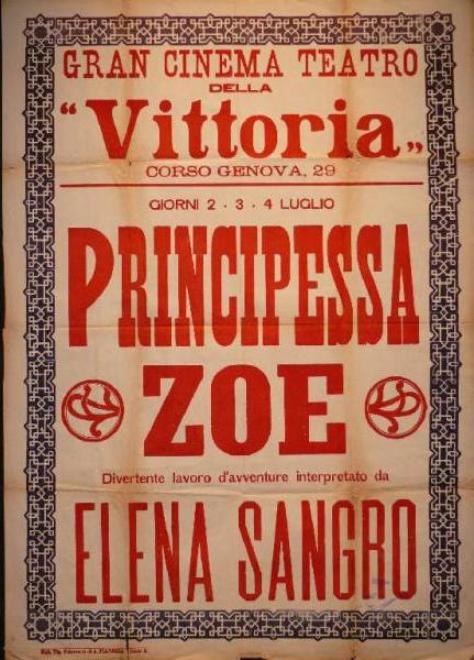 GRAN CINEMA TEATRO
DELLA
"Vittoria„
CORSO GENOVA, 29
GIORNI 2 - 3 - 4 LUGLIO
PRINCIPESSA
ZOE
Divertente lavoro d'avventure interpretato da
ELENA SANGRO